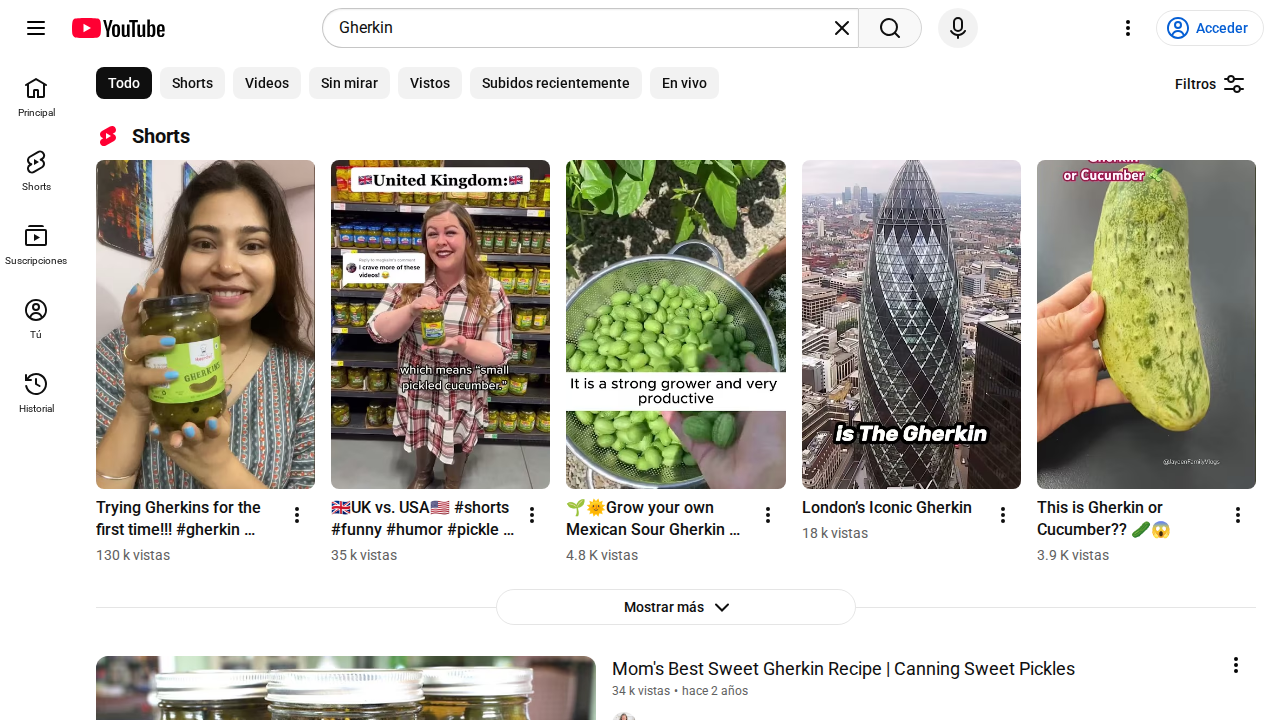 YouTube
Gherkin
Acceder
Todo
Shorts
Videos
Sin mirar
Vistos
Subidos recientemente
En vivo
Filtros
Principal
Shorts
Suscripciones
Tú
Historial
Shorts
GHERKINS
🇬🇧United Kingdom:🇬🇧
I crave more of these
videos! 😂
which means "small
pickled cucumber."
It is a strong grower and very
productive
is The Gherkin
or Cucumber
@JaydenFamilyVlogs
Trying Gherkins for the
first time!!! #gherkin ...
130 k vistas
🇬🇧UK vs. USA🇺🇸 #shorts
#funny #humor #pickle ...
35 k vistas
🌱🌞Grow your own
Mexican Sour Gherkin ...
4.8 K vistas
London's Iconic Gherkin
18 k vistas
This is Gherkin or
Cucumber?? 🥒😱
3.9 K vistas
Mostrar más
Mom's Best Sweet Gherkin Recipe | Canning Sweet Pickles
34 k vistas • hace 2 años